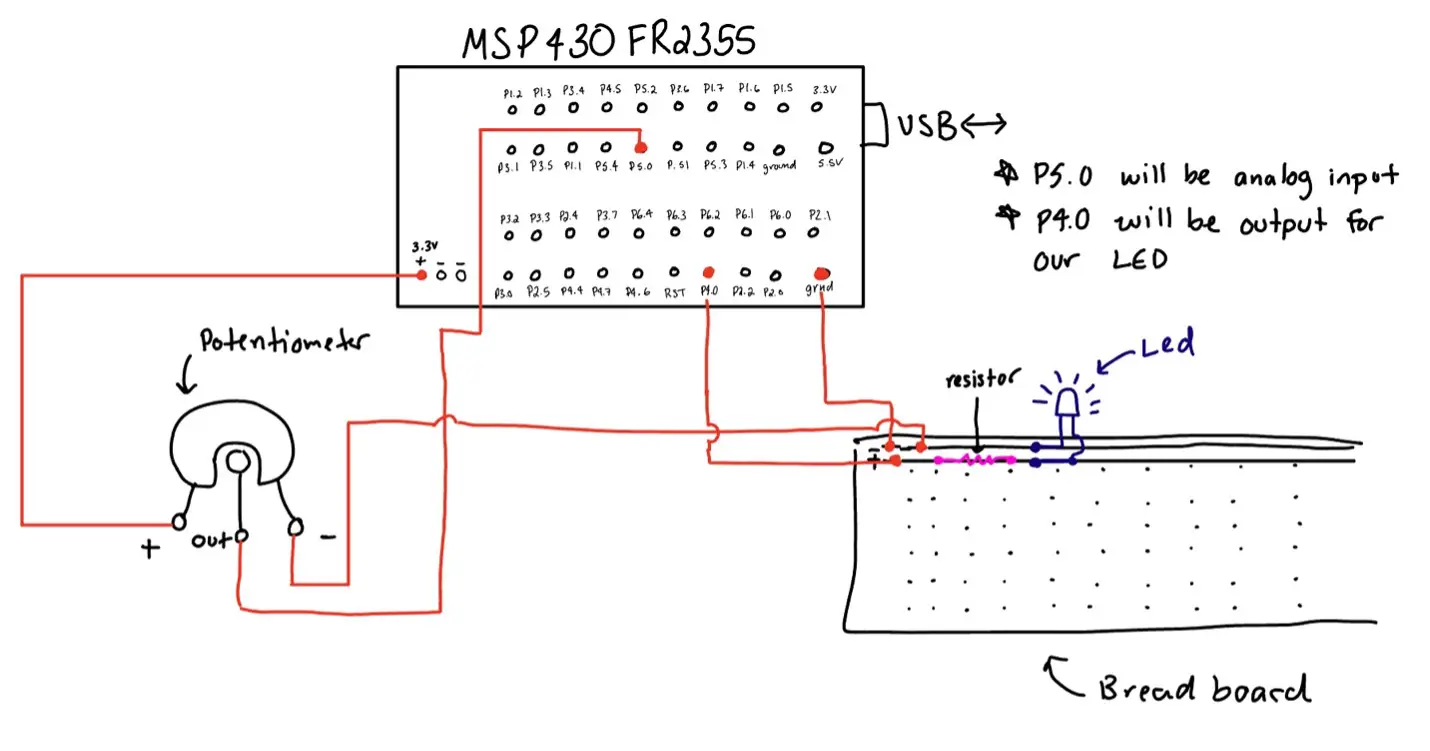 MSP430FR2355
P1.2 P1.3 P3.4 P4.5 P5.2 P3.6 P1.7 P1.6 P1.5 3.3V
USB
P3.1 P3.5 P1.1 P5.4 P5.0 P.51 P5.3 P1.4 ground 5.5V
* P5.0 will be analog input
* P4.0 will be output for
our LED
P3.2 P3.3 P2.4 P3.7 P6.4 P6.3 P6.2 P6.1 P6.0 P2.1
3.3V
+ - -
P3.0 P2.5 P4.4 P4.7 P4.6 RST P4.0 P2.2 P2.0 grnd
Potentiometer
Led
resistor
-
+
+ out -
Bread board